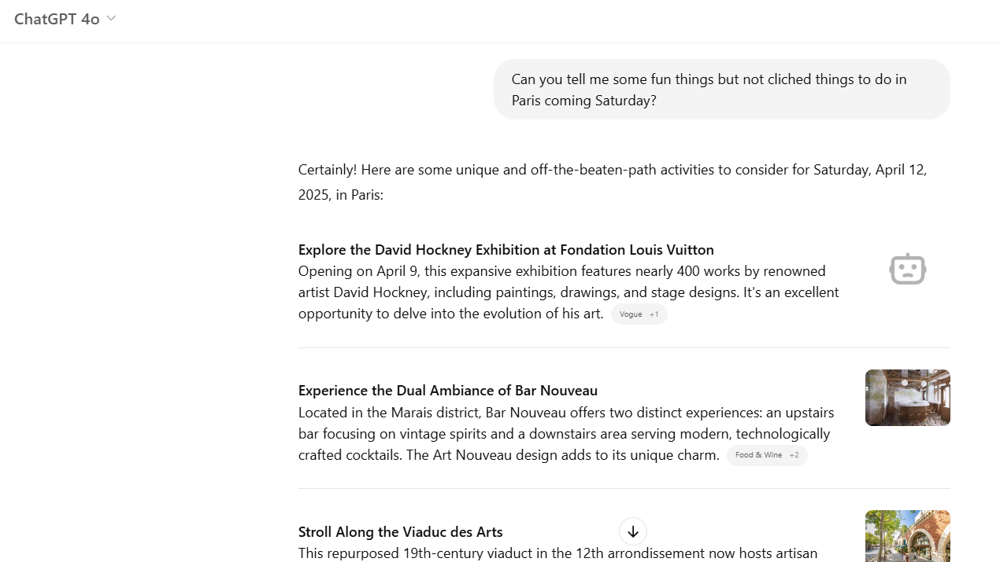 ChatGPT 4o
Can you tell me some fun things but not cliched things to do in
Paris coming Saturday?
Certainly! Here are some unique and off-the-beaten-path activities to consider for Saturday, April 12,
2025, in Paris:
Explore the David Hockney Exhibition at Fondation Louis Vuitton
Opening on April 9, this expansive exhibition features nearly 400 works by renowned
artist David Hockney, including paintings, drawings, and stage designs. It's an excellent
opportunity to delve into the evolution of his art. Vogue +1
Experience the Dual Ambiance of Bar Nouveau
Located in the Marais district, Bar Nouveau offers two distinct experiences: an upstairs
bar focusing on vintage spirits and a downstairs area serving modern, technologically
crafted cocktails. The Art Nouveau design adds to its unique charm. Food & Wine +2
Stroll Along the Viaduc des Arts
This repurposed 19th-century viaduct in the 12th arrondissement now hosts artisan